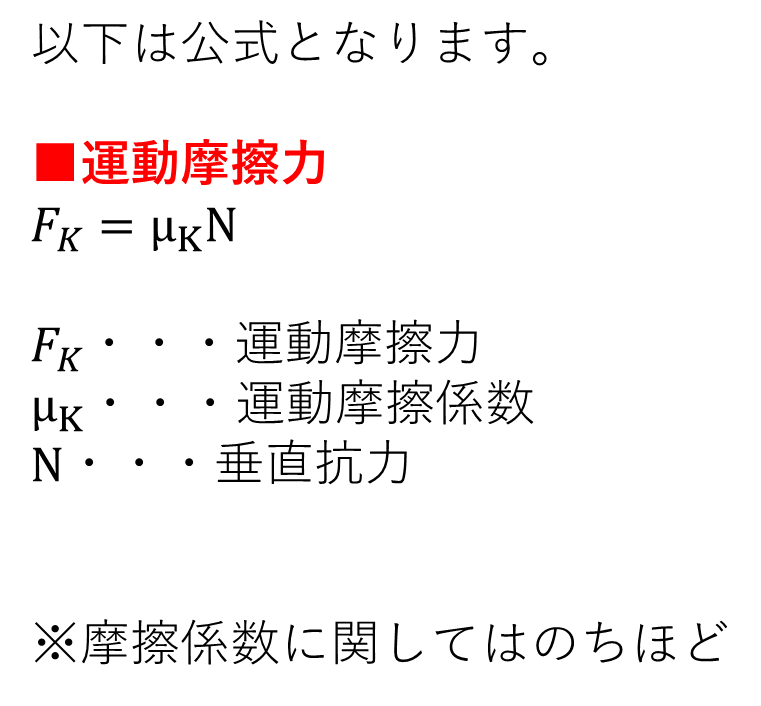 以下は公式となります。
■運動摩擦力
F_K = μ_K N
F_K・・・運動摩擦力
μ_K・・・運動摩擦係数
N・・・垂直抗力
※摩擦係数に関してはのちほど